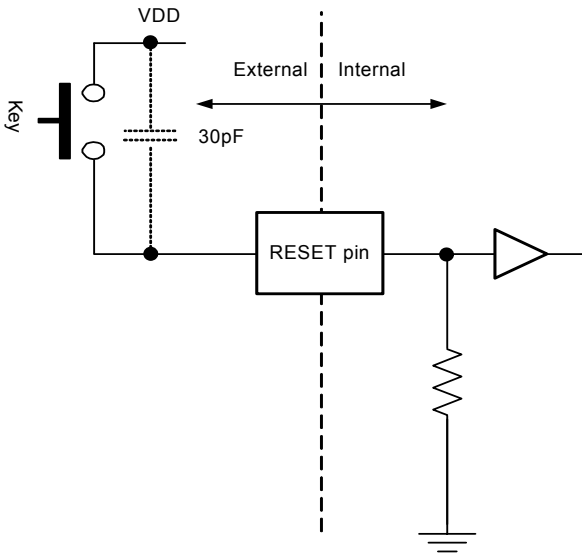 VDD
External
Internal
Key
30pF
RESET pin